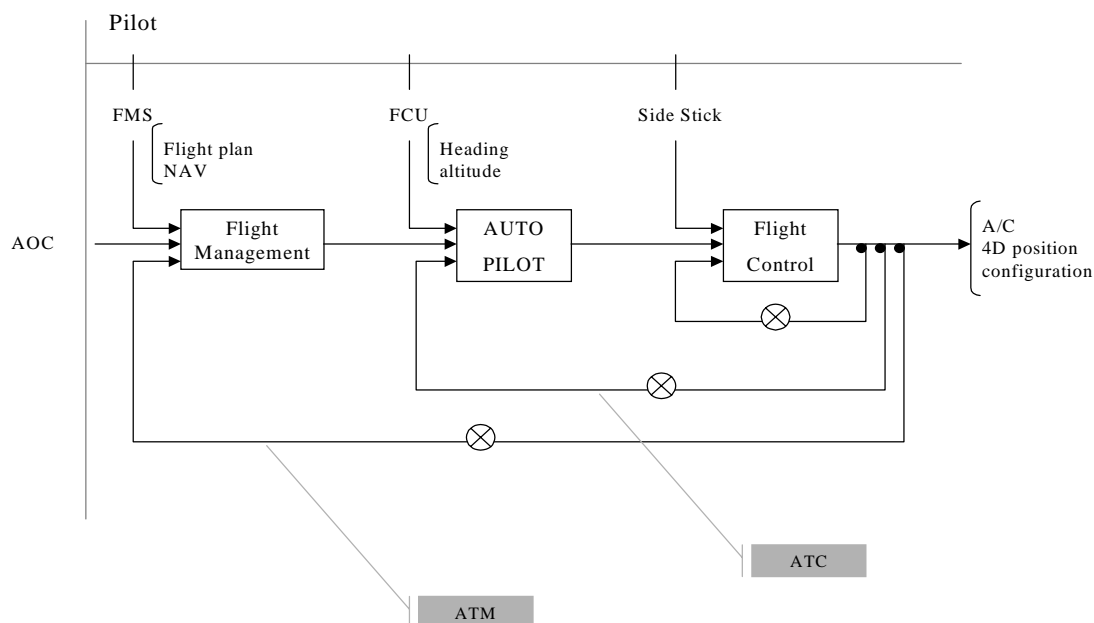 Pilot
FMS
FCU
Side Stick
Flight plan
NAV
Heading
altitude
AOC
Flight
Management
AUTO
PILOT
Flight
Control
A/C
4D position
configuration
ATC
ATM